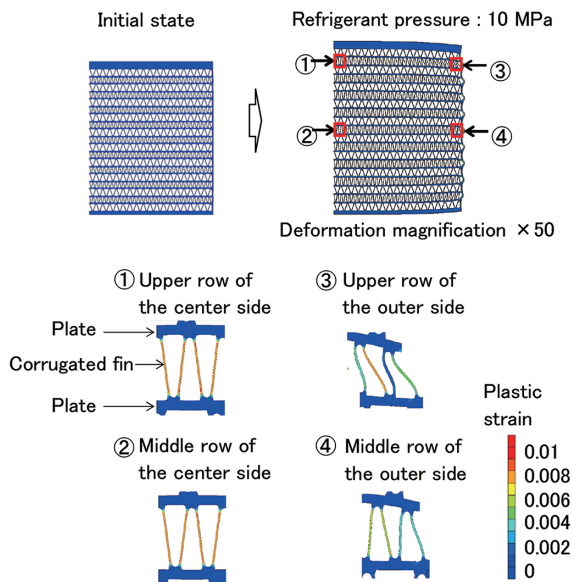 Initial state
Refrigerant pressure : 10 MPa
①
③
②
④
Deformation magnification ×50
① Upper row of
the center side
③ Upper row of
the outer side
Plate
Corrugated fin
Plate
② Middle row of
the center side
④ Middle row of
the outer side
Plastic
strain
0.01
0.008
0.006
0.004
0.002
0